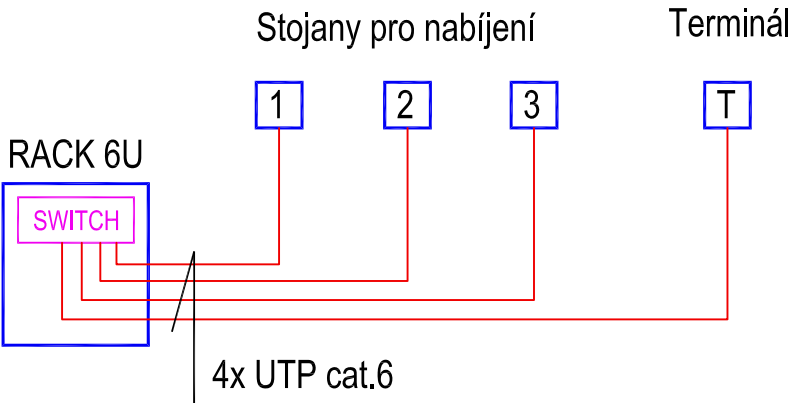 Stojany pro nabíjení
Terminál
1
2
3
T
RACK 6U
SWITCH
4x UTP cat.6